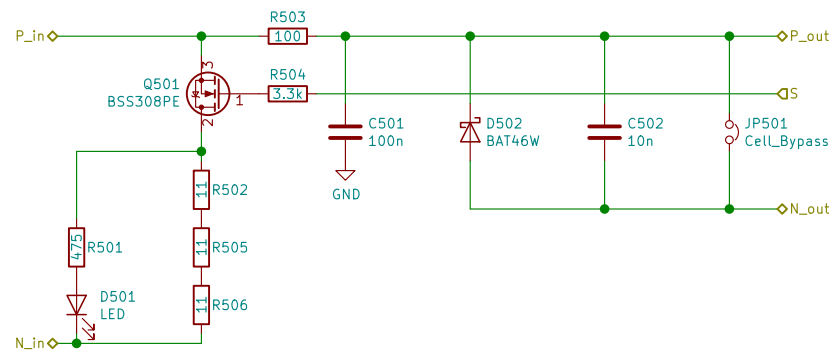 R503
P_in
100
P_out
3
Q501
BSS308PE
R504
3.3k
1
S
2
C501
100n
D502
BAT46W
C502
10n
JP501
Cell_Bypass
GND
11
R502
N_out
475
R501
11
R505
D501
LED
11
R506
N_in